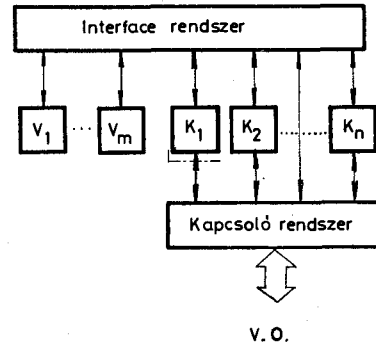 Interface rendszer
V1 ..... Vm K1 K2 ......... Kn
Kapcsoló rendszer
V.O.